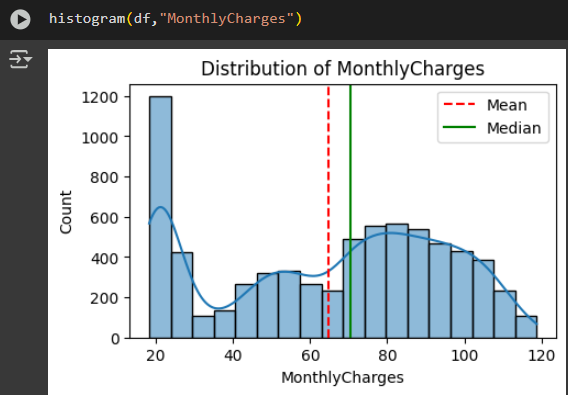 histogram(df,"MonthlyCharges")
Distribution of MonthlyCharges
Mean
Median
1200
1000
800
600
400
200
0
Count
20 40 60 80 100 120
MonthlyCharges